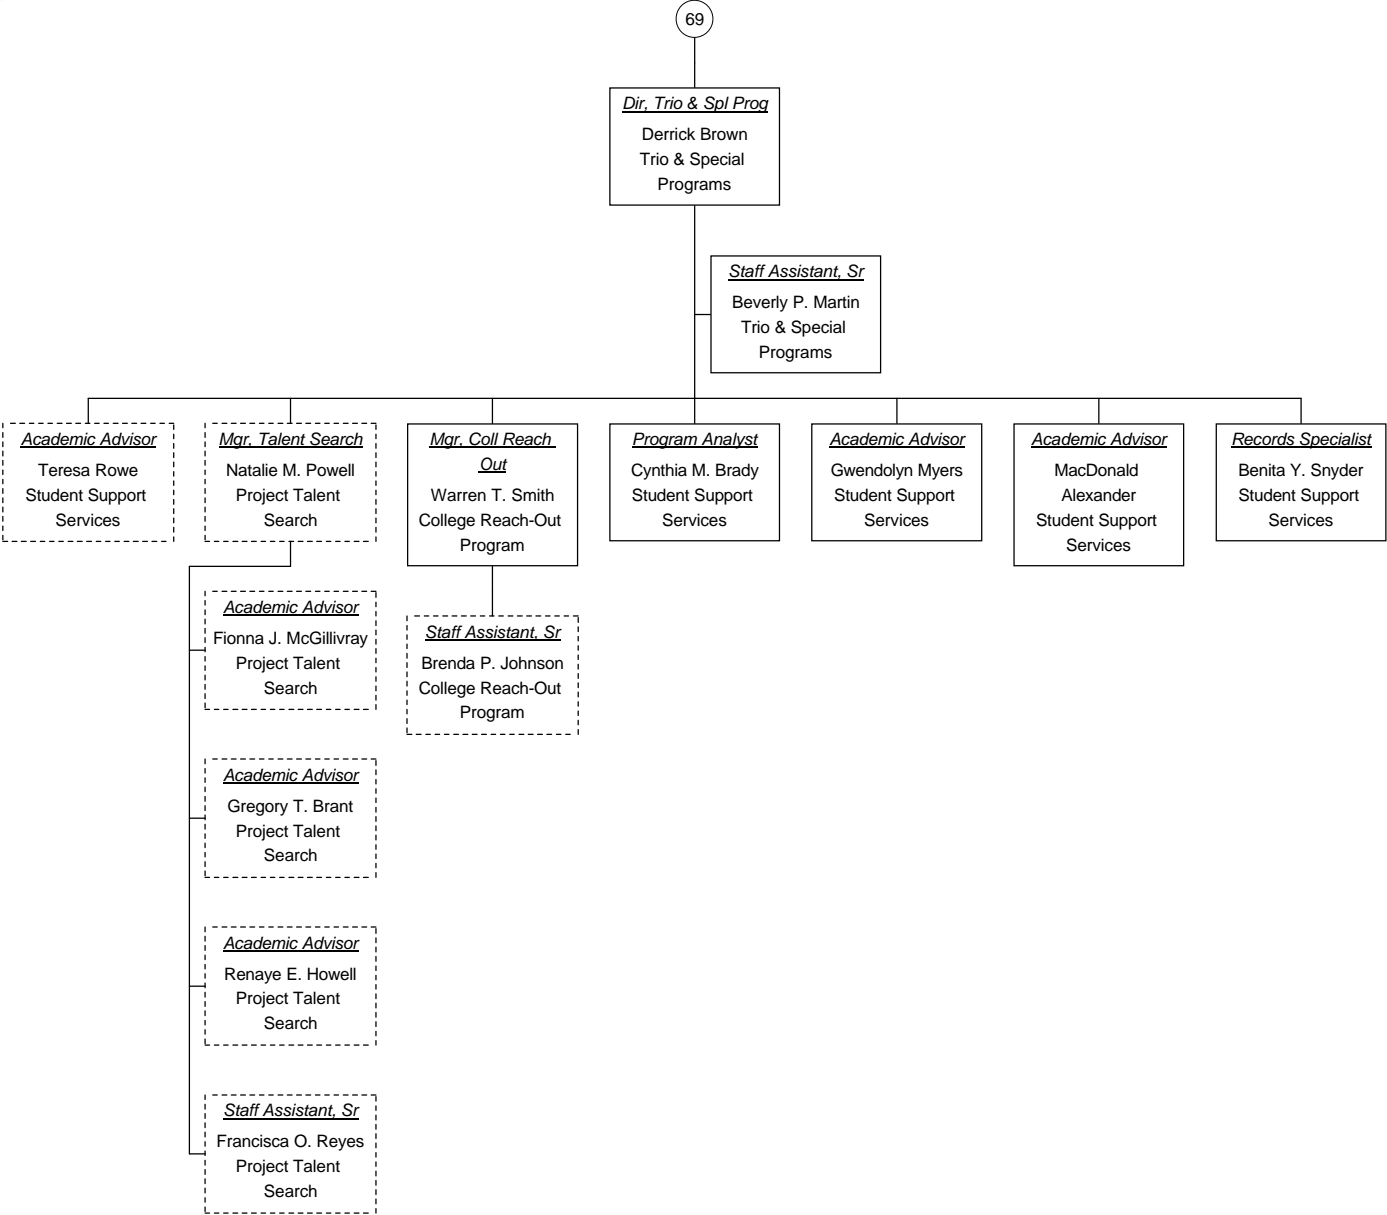 69
Dir, Trio & Spl Prog
Derrick Brown
Trio & Special
Programs
Staff Assistant, Sr
Beverly P. Martin
Trio & Special
Programs
Academic Advisor
Teresa Rowe
Student Support
Services
Mgr, Talent Search
Natalie M. Powell
Project Talent
Search
Mgr, Coll Reach
Out
Warren T. Smith
College Reach-Out
Program
Program Analyst
Cynthia M. Brady
Student Support
Services
Academic Advisor
Gwendolyn Myers
Student Support
Services
Academic Advisor
MacDonald
Alexander
Student Support
Services
Records Specialist
Benita Y. Snyder
Student Support
Services
Academic Advisor
Fionna J. McGillivray
Project Talent
Search
Staff Assistant, Sr
Brenda P. Johnson
College Reach-Out
Program
Academic Advisor
Gregory T. Brant
Project Talent
Search
Academic Advisor
Renaye E. Howell
Project Talent
Search
Staff Assistant, Sr
Francisca O. Reyes
Project Talent
Search